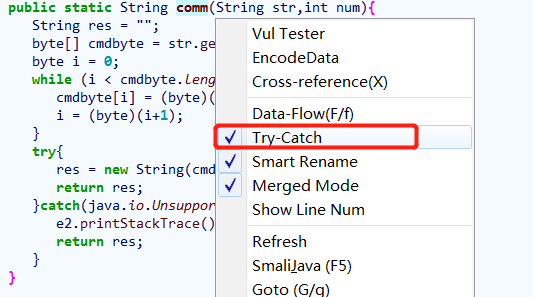 public static String comm(String str,int num){
String res = "";
byte[] cmdbyte = str.ge
byte i = 0;
while (i < cmdbyte.leng
cmdbyte[i] = (byte)(
i = (byte)(i+1);
}
try{
res = new String(cmd
return res;
}catch(java.io.Unsuppor
e2.printStackTrace()
return res;
}
}
Vul Tester
EncodeData
Cross-reference(X)
Data-Flow(F/f)
Try-Catch
Smart Rename
Merged Mode
Show Line Num
Refresh
SmaliJava (F5)
Goto (G/g)